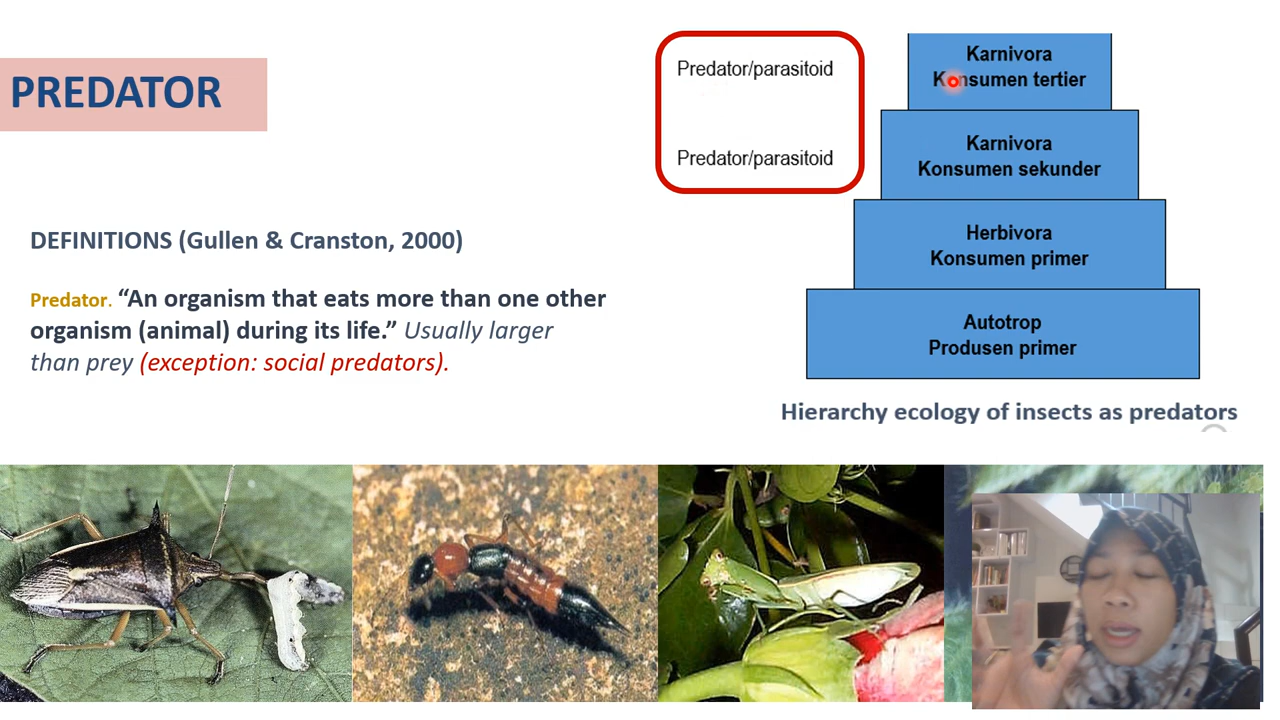 PREDATOR
DEFINITIONS (Gullen & Cranston, 2000)
Predator. “An organism that eats more than one other
organism (animal) during its life.” Usually larger
than prey (exception: social predators).
Predator/parasitoid
Predator/parasitoid
Karnivora
Konsumen tertier
Karnivora
Konsumen sekunder
Herbivora
Konsumen primer
Autotrop
Produsen primer
Hierarchy ecology of insects as predators